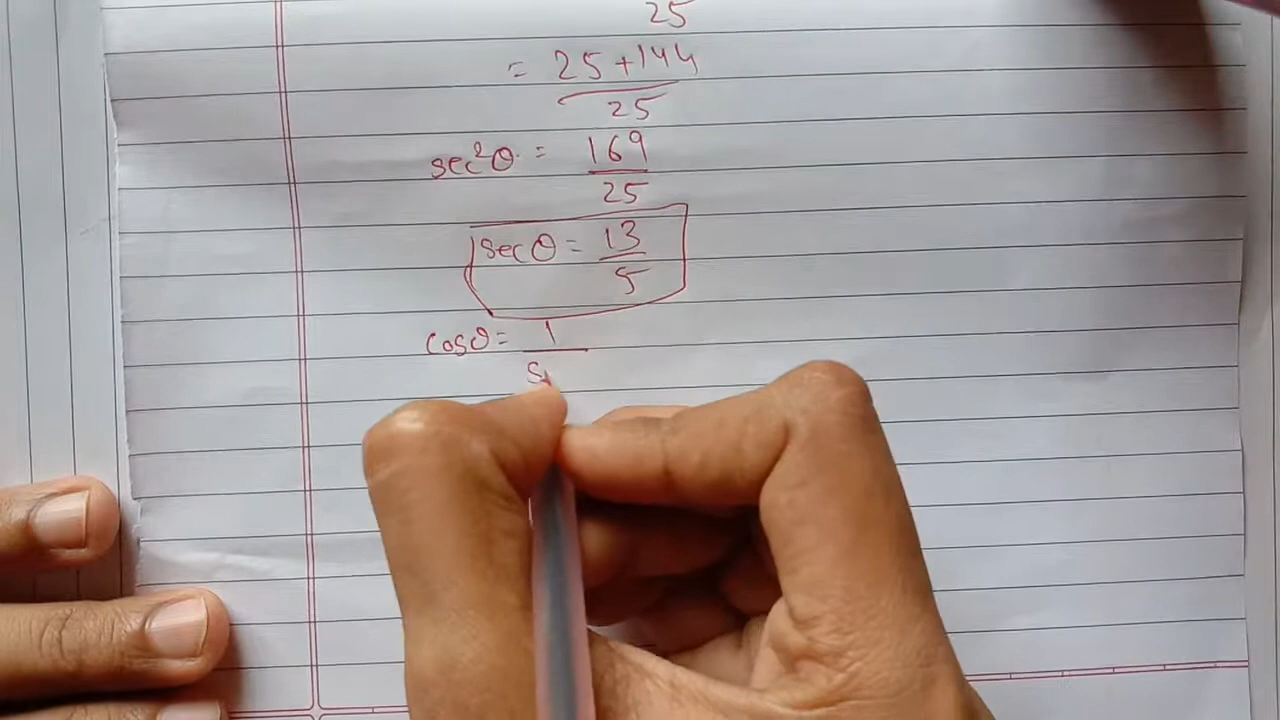 25
= 25+144
25
sec²θ = 169
25
secθ = 13
5
cosθ = 1
s